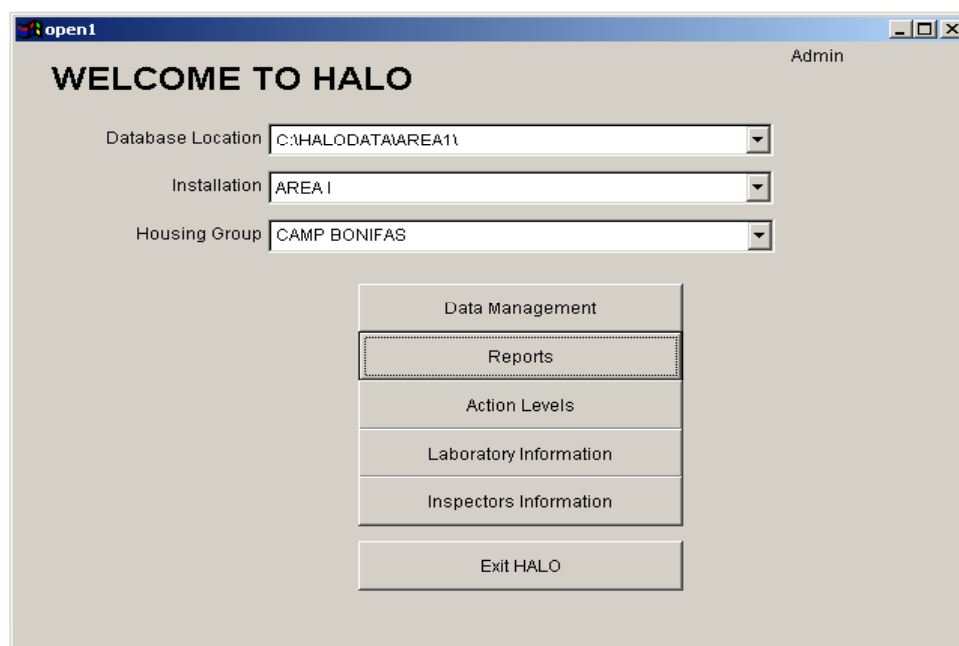 open1
Admin
WELCOME TO HALO
Database Location C:\HALODATA\AREA1\
Installation AREA I
Housing Group CAMP BONIFAS
Data Management
Reports
Action Levels
Laboratory Information
Inspectors Information
Exit HALO